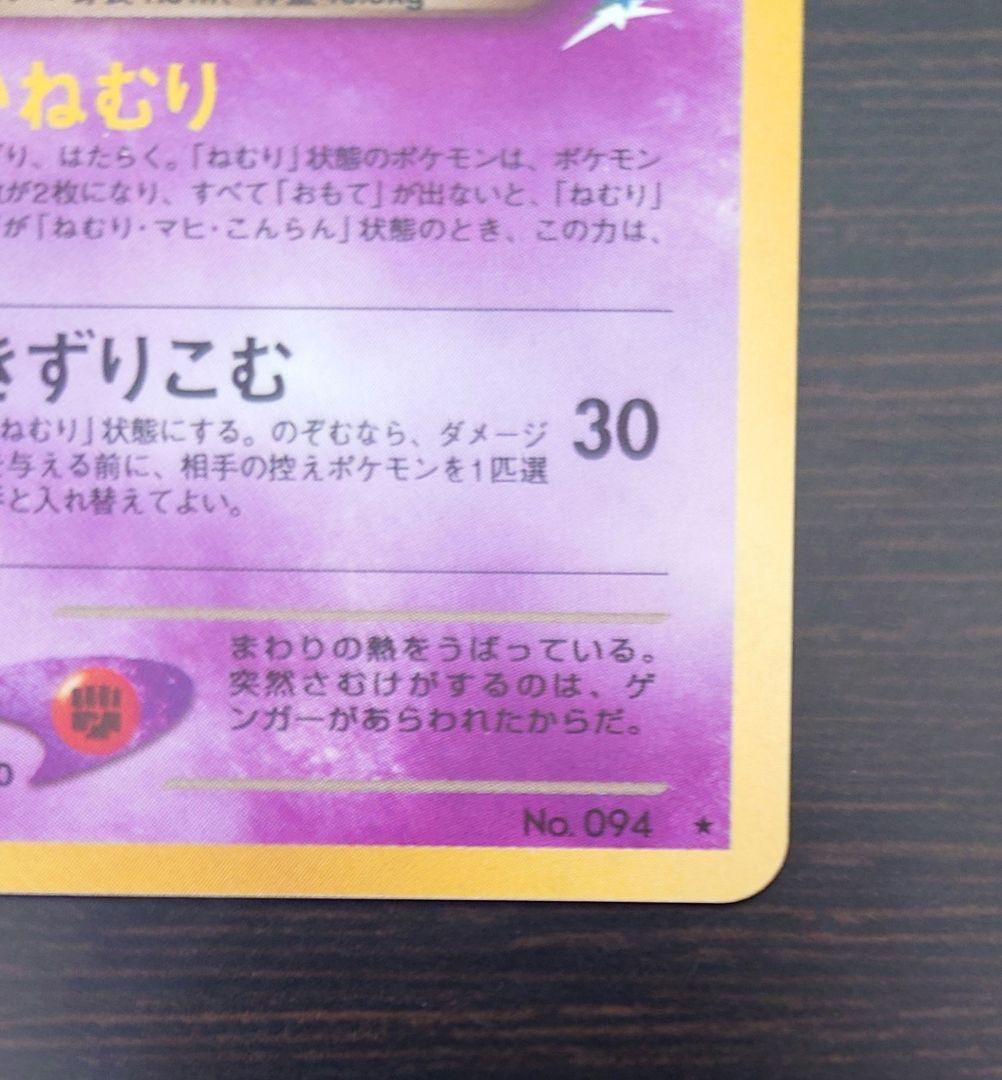 いねむり
り、はたらく。「ねむり」状態のポケモンは、ポケモン
が2枚になり、すべて「おもて」が出ないと、「ねむり」
が「ねむり・マヒ・こんらん」状態のとき、この力は、
きずりこむ
30
ねむり」状態にする。のぞむなら、ダメージ
を与える前に、相手の控えポケモンを1匹選
と入れ替えてよい。
まわりの熱をうばっている。
突然さむけがするのは、ゲ
ンガーがあらわれたからだ。
0
No. 094 ★